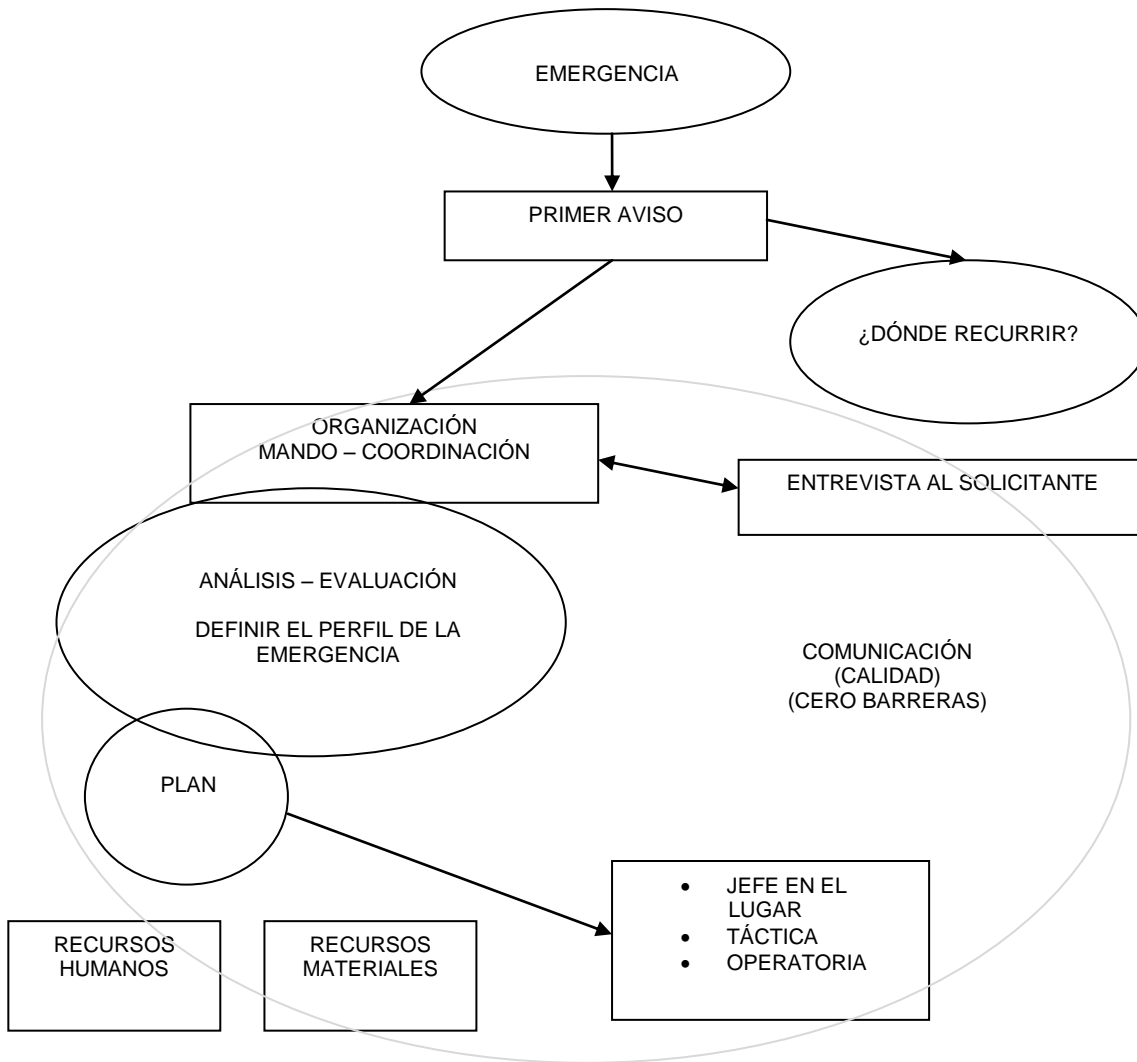 EMERGENCIA
PRIMER AVISO
¿DÓNDE RECURRIR?
ORGANIZACIÓN
MANDO – COORDINACIÓN
ENTREVISTA AL SOLICITANTE
ANÁLISIS – EVALUACIÓN
DEFINIR EL PERFIL DE LA
EMERGENCIA
COMUNICACIÓN
(CALIDAD)
(CERO BARRERAS)
PLAN
• JEFE EN EL
LUGAR
• TÁCTICA
• OPERATORIA
RECURSOS
HUMANOS
RECURSOS
MATERIALES